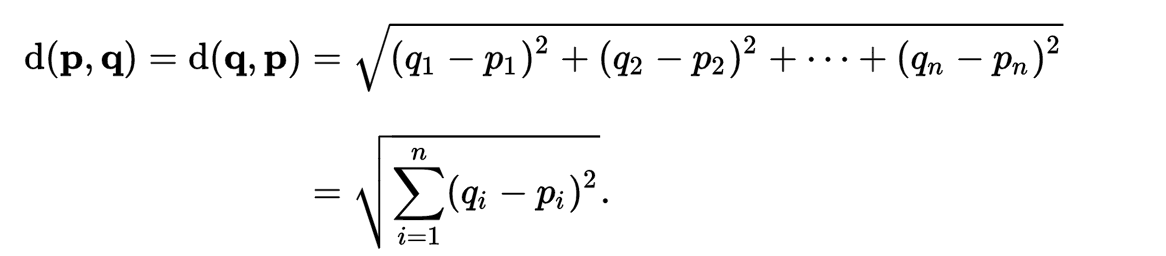 d(𝐩, 𝐪) = d(𝐪, 𝐩) = √((q₁ − p₁)² + (q₂ − p₂)² + ⋯ + (qₙ − pₙ)²)
= √(∑ᵢ₌₁ⁿ (qᵢ − pᵢ)²).